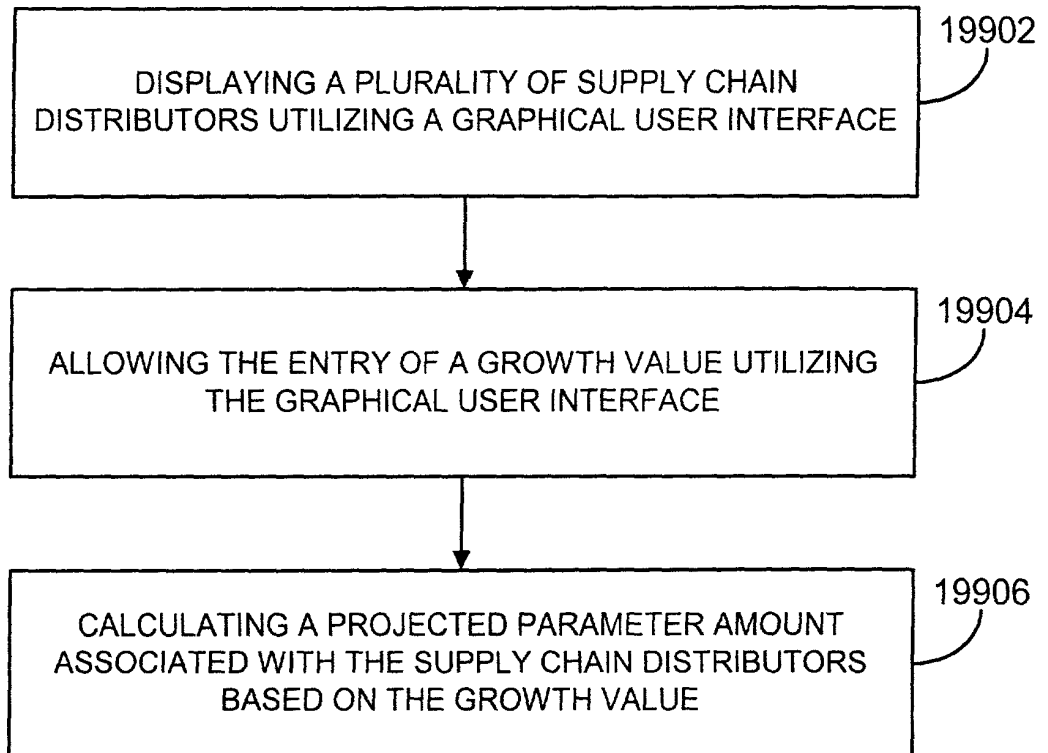 19902
DISPLAYING A PLURALITY OF SUPPLY CHAIN
DISTRIBUTORS UTILIZING A GRAPHICAL USER INTERFACE
19904
ALLOWING THE ENTRY OF A GROWTH VALUE UTILIZING
THE GRAPHICAL USER INTERFACE
19906
CALCULATING A PROJECTED PARAMETER AMOUNT
ASSOCIATED WITH THE SUPPLY CHAIN DISTRIBUTORS
BASED ON THE GROWTH VALUE